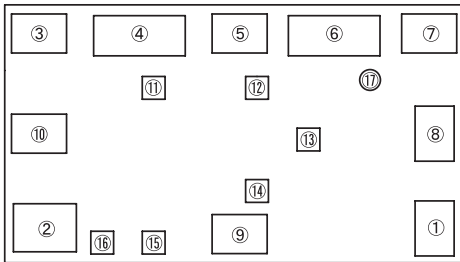 ③ ④ ⑤ ⑥ ⑦
⑪ ⑫ ⑰
⑩ ⑬ ⑧
⑭
② ⑯ ⑮ ⑨ ①